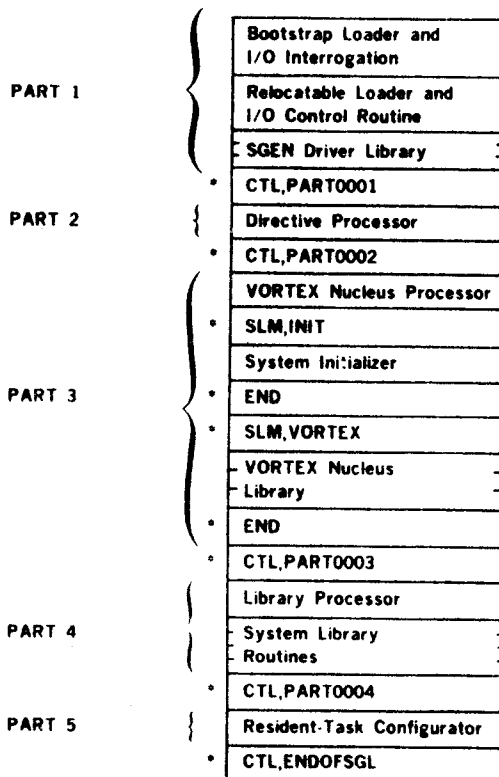 Bootstrap Loader and
I/O Interrogation
PART 1
Relocatable Loader and
I/O Control Routine
SGEN Driver Library
* CTL,PART0001
PART 2 Directive Processor
* CTL,PART0002
VORTEX Nucleus Processor
* SLM,INIT
System Initializer
PART 3 * END
* SLM,VORTEX
VORTEX Nucleus
Library
* END
* CTL,PART0003
Library Processor
PART 4 System Library
Routines
* CTL,PART0004
PART 5 Resident-Task Configurator
* CTL,ENDOFSGL